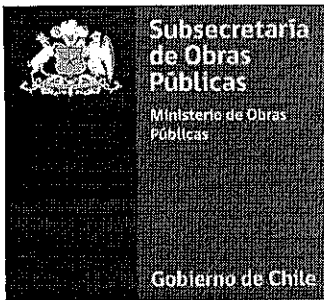 Subsecretaría
de Obras
Públicas
Ministerio de Obras
Públicas
Gobierno de Chile